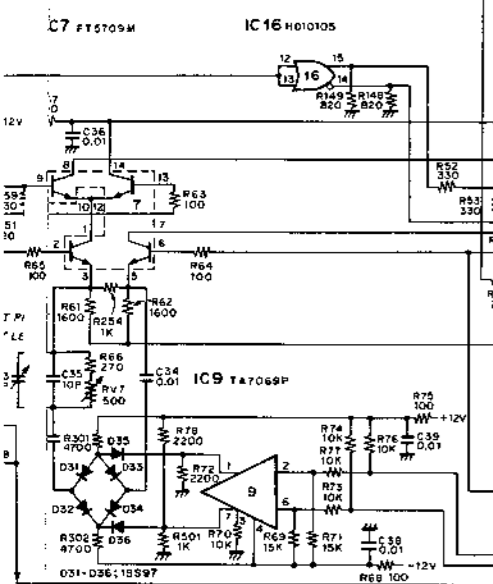 C7 FT5709M
IC16 HD10105
12
15
13
16
14
R149
820
R148
820
12V
C36
0.01
8
14
9
13
10
12
7
R63
100
R52
330
R53
330
1
7
2
6
3
5
R65
100
R64
100
R61
1600
R254
1K
R62
1600
R66
270
C35
10P
RV7
500
C34
0.01
IC9 TA7069P
R301
4700
D35
D31
D33
D32
D34
D36
R302
4700
R78
2200
R72
2200
R501
1K
R70
10K
1
2
9
6
7
3
4
R69
15K
R71
15K
R74
10K
R77
10K
R73
10K
R76
10K
R75
100
+12V
C39
0.01
C38
0.01
-12V
R68 100
D31-D36; 1SS97